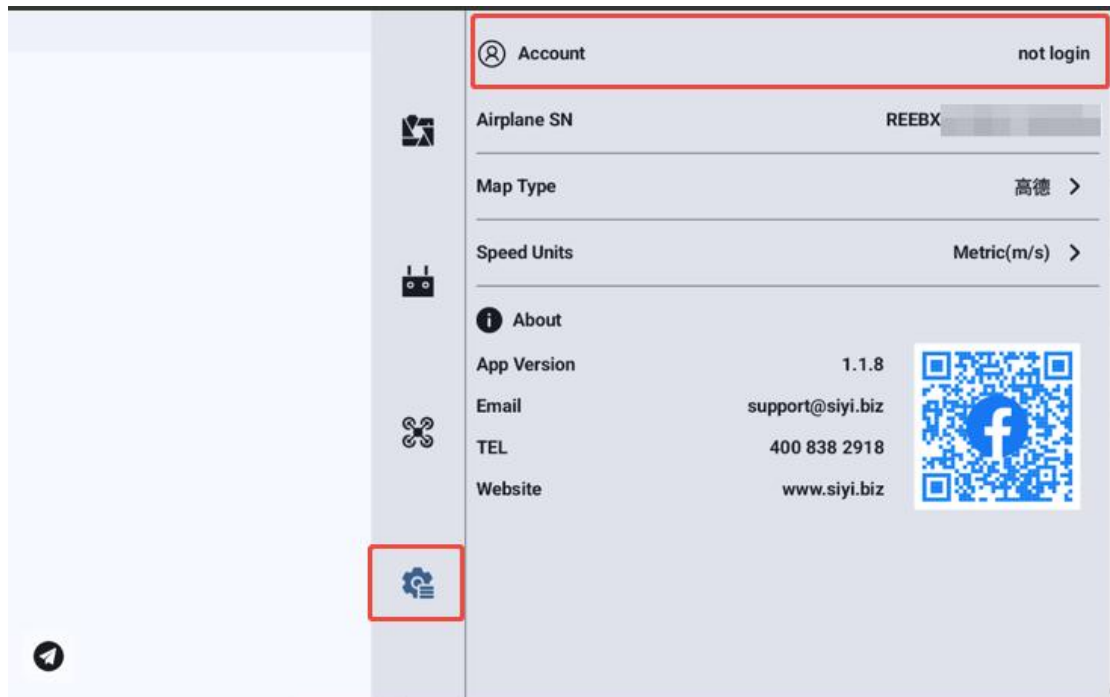 Account not login
Airplane SN REEBX
Map Type 高德
Speed Units Metric(m/s)
About
App Version 1.1.8
Email support@siyi.biz
TEL 400 838 2918
Website www.siyi.biz